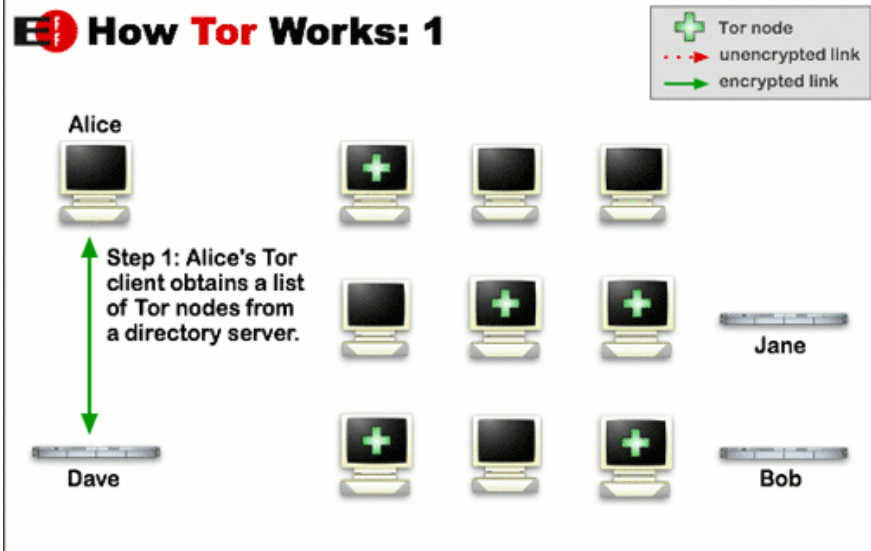 EFF How Tor Works: 1
Tor node
unencrypted link
encrypted link
Alice
Step 1: Alice's Tor
client obtains a list
of Tor nodes from
a directory server.
Jane
Dave
Bob